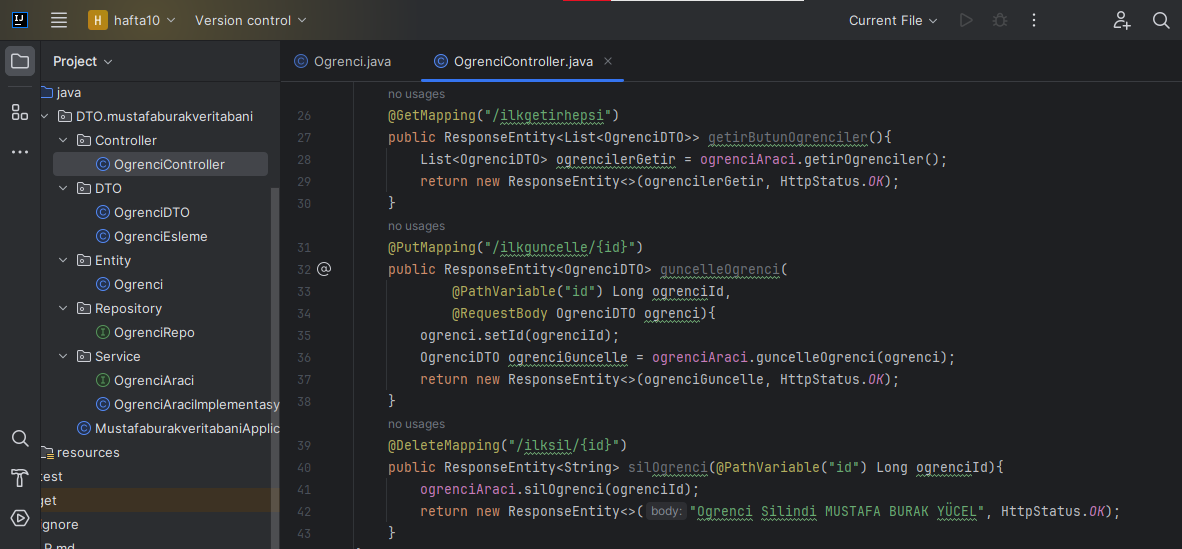 H hafta10 Version control Current File
Project
Ogrenci.java OgrenciController.java
java
DTO.mustafaburakveritabani
Controller
OgrenciController
DTO
OgrenciDTO
OgrenciEsleme
Entity
Ogrenci
Repository
OgrenciRepo
Service
OgrenciAraci
OgrenciAraciImplementasy
MustafaburakveritabaniApplic
resources
test
get
gnore
P.md
no usages
26 @GetMapping("/ilkgetirhepsi")
27 public ResponseEntity<List<OgrenciDTO>> getirButunOgrenciler(){
28 List<OgrenciDTO> ogrencilerGetir = ogrenciAraci.getirOgrenciler();
29 return new ResponseEntity<>(ogrencilerGetir, HttpStatus.OK);
30 }
no usages
31 @PutMapping("/ilkguncelle/{id}")
32 public ResponseEntity<OgrenciDTO> guncelleOgrenci(
33 @PathVariable("id") Long ogrenciId,
34 @RequestBody OgrenciDTO ogrenci){
35 ogrenci.setId(ogrenciId);
36 OgrenciDTO ogrenciGuncelle = ogrenciAraci.guncelleOgrenci(ogrenci);
37 return new ResponseEntity<>(ogrenciGuncelle, HttpStatus.OK);
38 }
no usages
39 @DeleteMapping("/ilksil/{id}")
40 public ResponseEntity<String> silOgrenci(@PathVariable("id") Long ogrenciId){
41 ogrenciAraci.silOgrenci(ogrenciId);
42 return new ResponseEntity<>( body: "Ogrenci Silindi MUSTAFA BURAK YÜCEL", HttpStatus.OK);
43 }